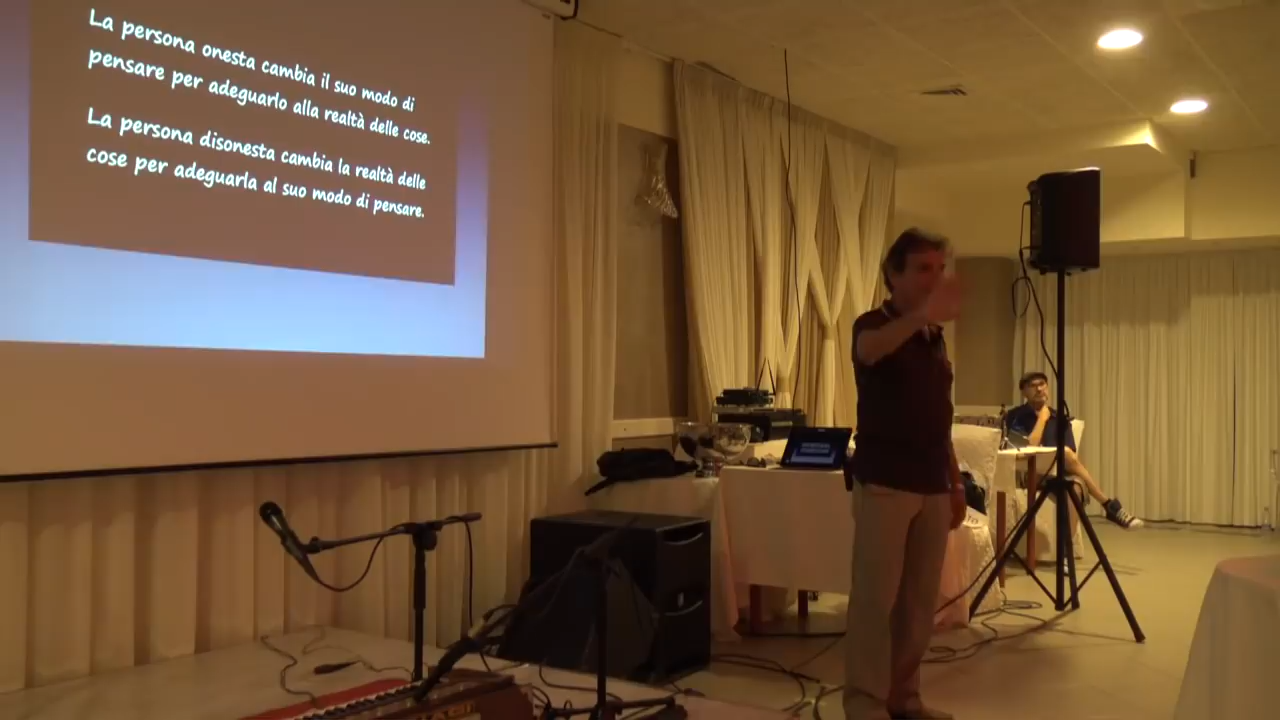 La persona onesta cambia il suo modo di
pensare per adeguarlo alla realtà delle cose.
La persona disonesta cambia la realtà delle
cose per adeguarla al suo modo di pensare.